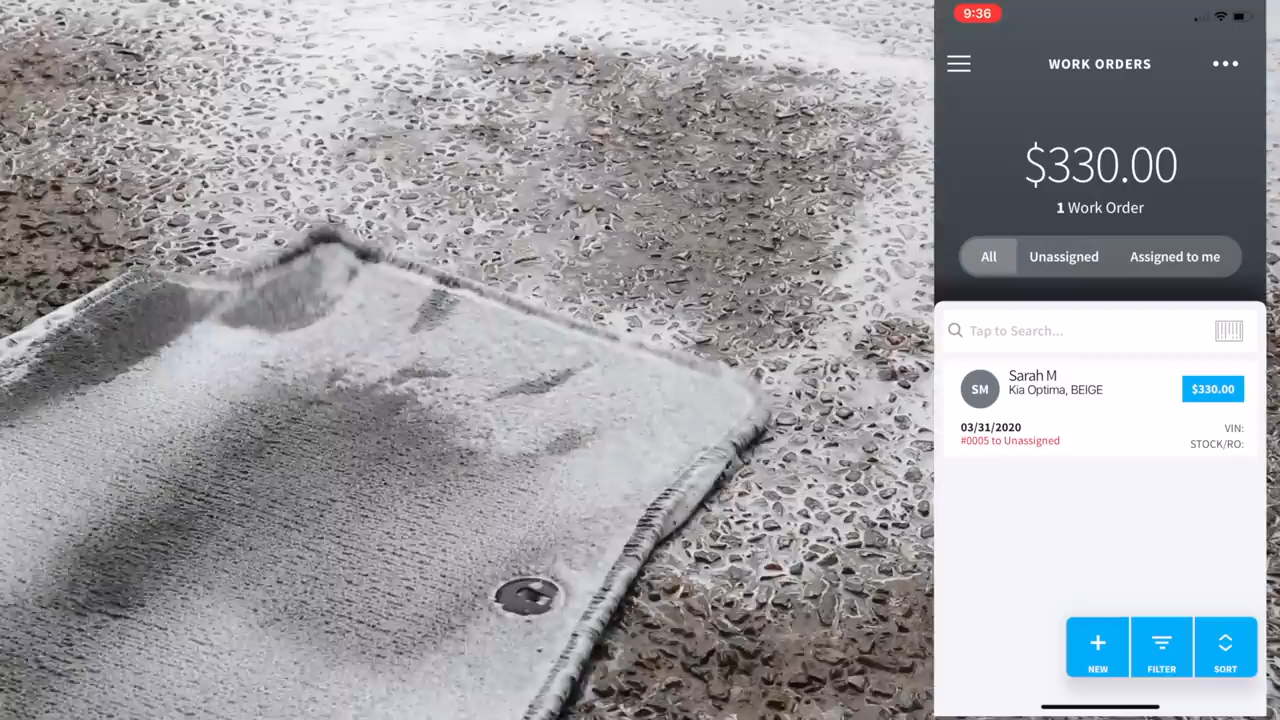 9:36
WORK ORDERS
$330.00
1 Work Order
All Unassigned Assigned to me
Tap to Search...
SM
Sarah M
Kia Optima, BEIGE
$330.00
03/31/2020
#0005 to Unassigned
VIN:
STOCK/RO:
NEW FILTER SORT